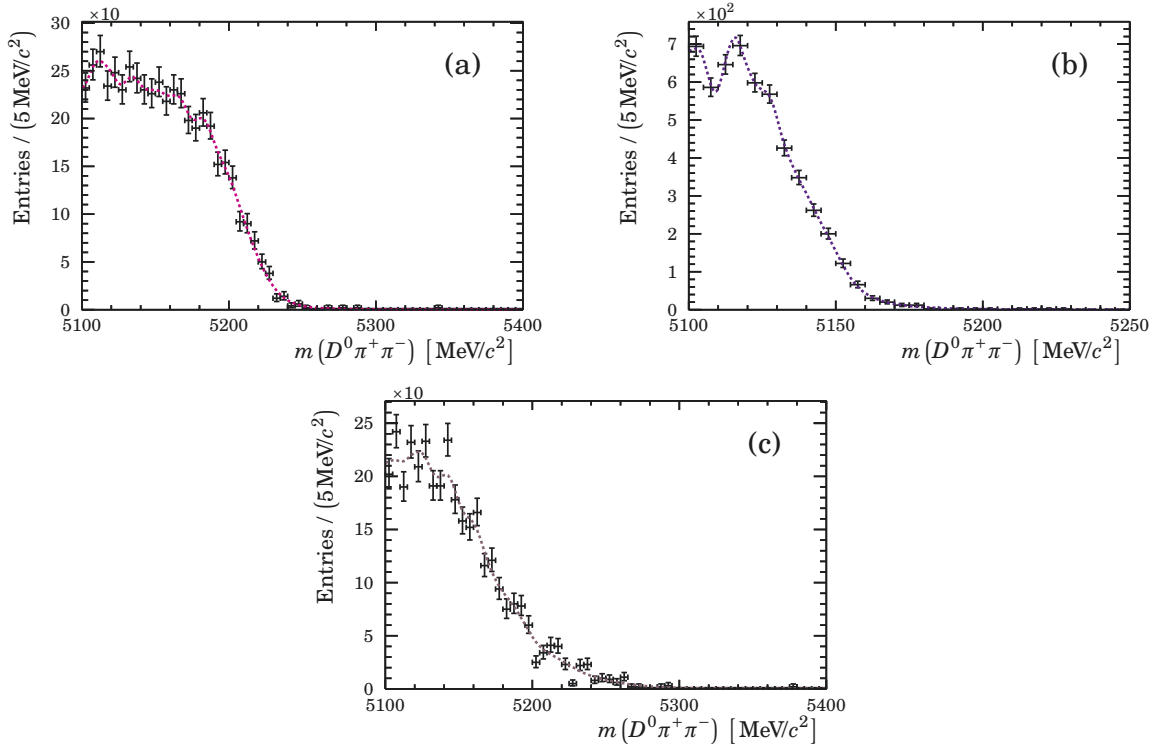 ×10
30
25
20
15
10
5
0
Entries / (5 MeV/c²)
(a)
5100 5200 5300 5400
m(D⁰π⁺π⁻) [MeV/c²]
×10²
7
6
5
4
3
2
1
0
Entries / (5 MeV/c²)
(b)
5100 5150 5200 5250
m(D⁰π⁺π⁻) [MeV/c²]
×10
25
20
15
10
5
0
Entries / (5 MeV/c²)
(c)
5100 5200 5300 5400
m(D⁰π⁺π⁻) [MeV/c²]